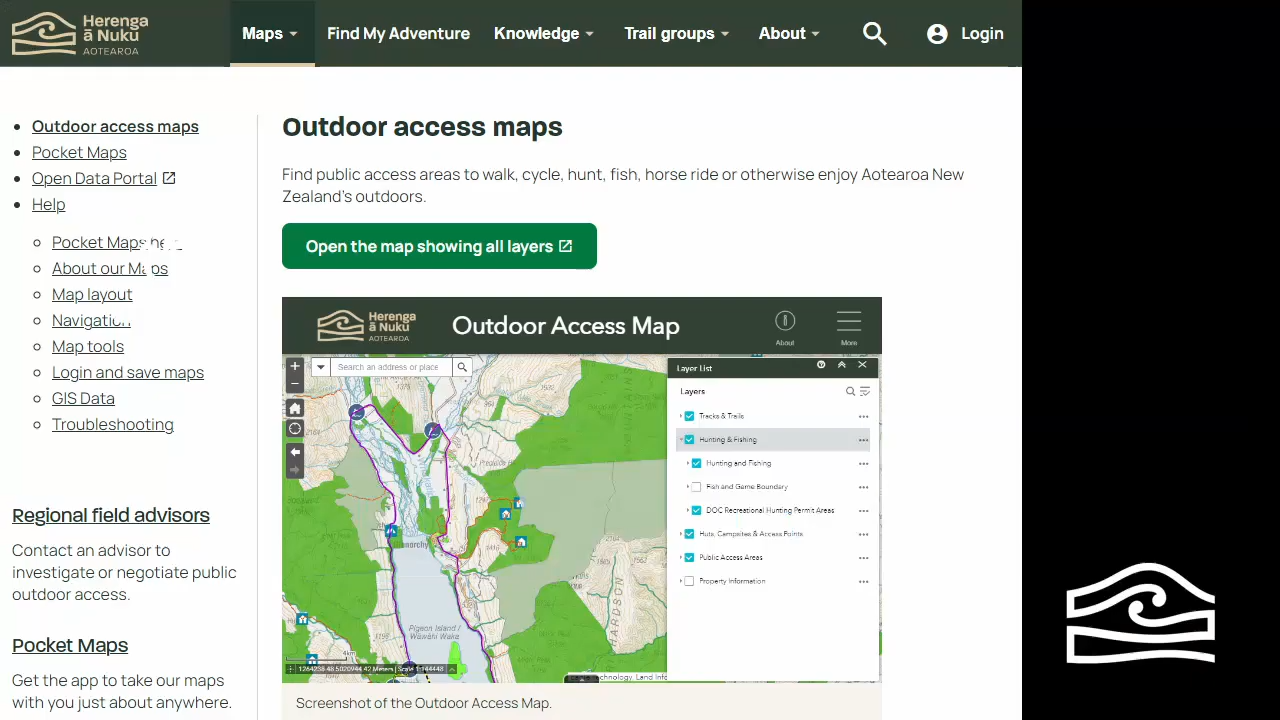 Herenga
ā Nuku
AOTEAROA
Maps
Find My Adventure
Knowledge
Trail groups
About
Login
Outdoor access maps
Pocket Maps
Open Data Portal
Help
Pocket Maps
About our Maps
Map layout
Navigation
Map tools
Login and save maps
GIS Data
Troubleshooting
Regional field advisors
Contact an advisor to
investigate or negotiate public
outdoor access.
Pocket Maps
Get the app to take our maps
with you just about anywhere.
Outdoor access maps
Find public access areas to walk, cycle, hunt, fish, horse ride or otherwise enjoy Aotearoa New
Zealand's outdoors.
Open the map showing all layers
Herenga
ā Nuku
AOTEAROA
Outdoor Access Map
About
More
Search an address or place
Layer List
Layers
Tracks & Trails
Hunting & Fishing
Hunting and Fishing
Fish and Game Boundary
DOC Recreational Hunting Permit Areas
Huts, Campsites & Access Points
Public Access Areas
Property Information
HARDSON
Pigeon Island /
Wāwāhi Waka
4km
Screenshot of the Outdoor Access Map.